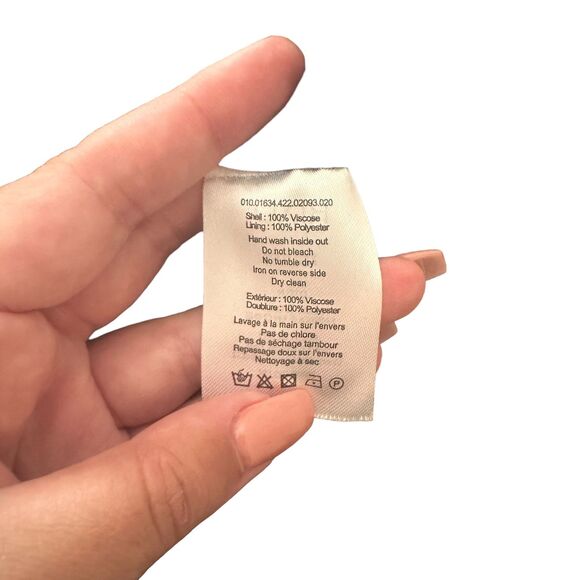 010.01634.422.02093.020
Shell : 100% Viscose
Lining : 100% Polyester
Hand wash inside out
Do not bleach
No tumble dry
Iron on reverse side
Dry clean
Extérieur : 100% Viscose
Doublure : 100% Polyester
Lavage à la main sur l'envers
Pas de chlore
Pas de séchage tambour
Repassage doux sur l'envers
Nettoyage à sec
P